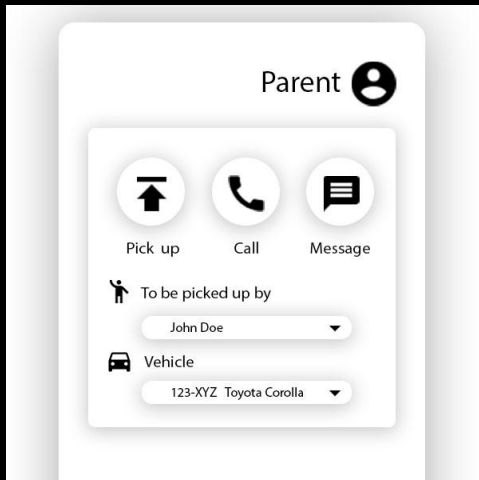 Parent
Pick up Call Message
To be picked up by
John Doe
Vehicle
123-XYZ Toyota Corolla